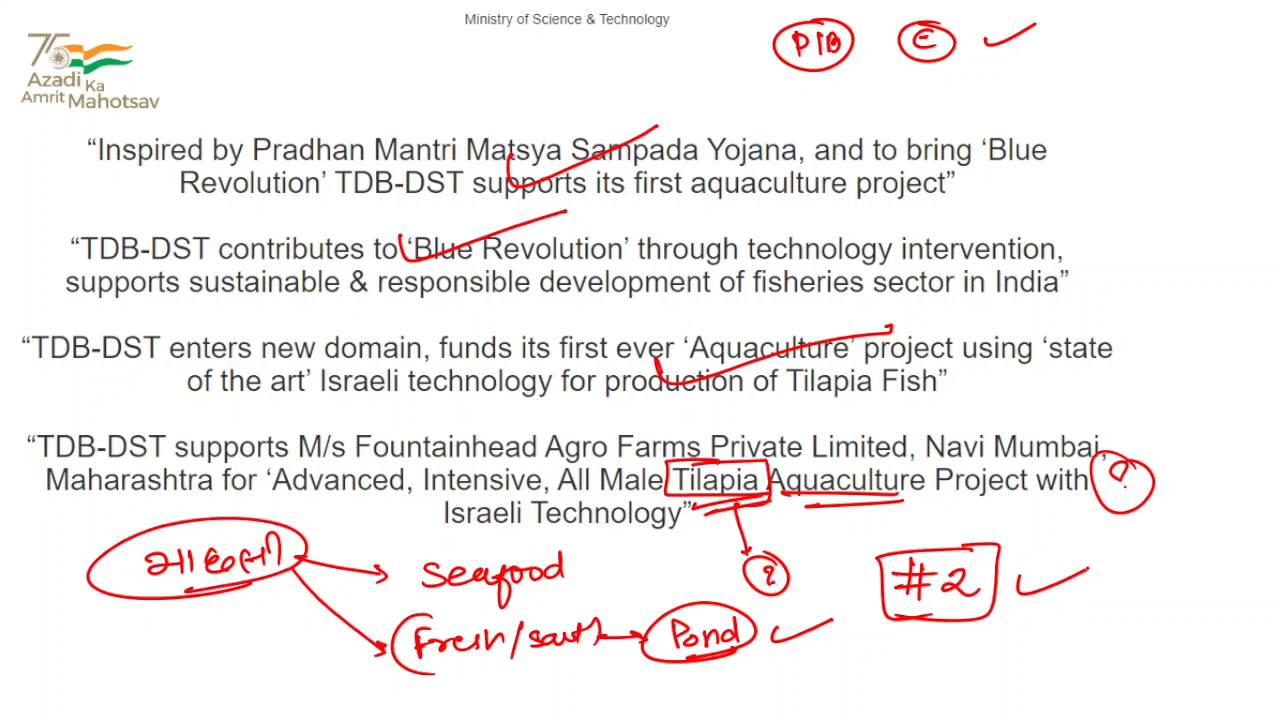 Ministry of Science & Technology
PIB E
75
Azadi Ka
Amrit Mahotsav
“Inspired by Pradhan Mantri Matsya Sampada Yojana, and to bring ‘Blue
Revolution’ TDB-DST supports its first aquaculture project”
“TDB-DST contributes to ‘Blue Revolution’ through technology intervention,
supports sustainable & responsible development of fisheries sector in India”
“TDB-DST enters new domain, funds its first ever ‘Aquaculture’ project using ‘state
of the art’ Israeli technology for production of Tilapia Fish”
“TDB-DST supports M/s Fountainhead Agro Farms Private Limited, Navi Mumbai,
Maharashtra for ‘Advanced, Intensive, All Male Tilapia Aquaculture Project with ?
Israeli Technology”
માછલી seafood ? #2
Fresh/ Pond